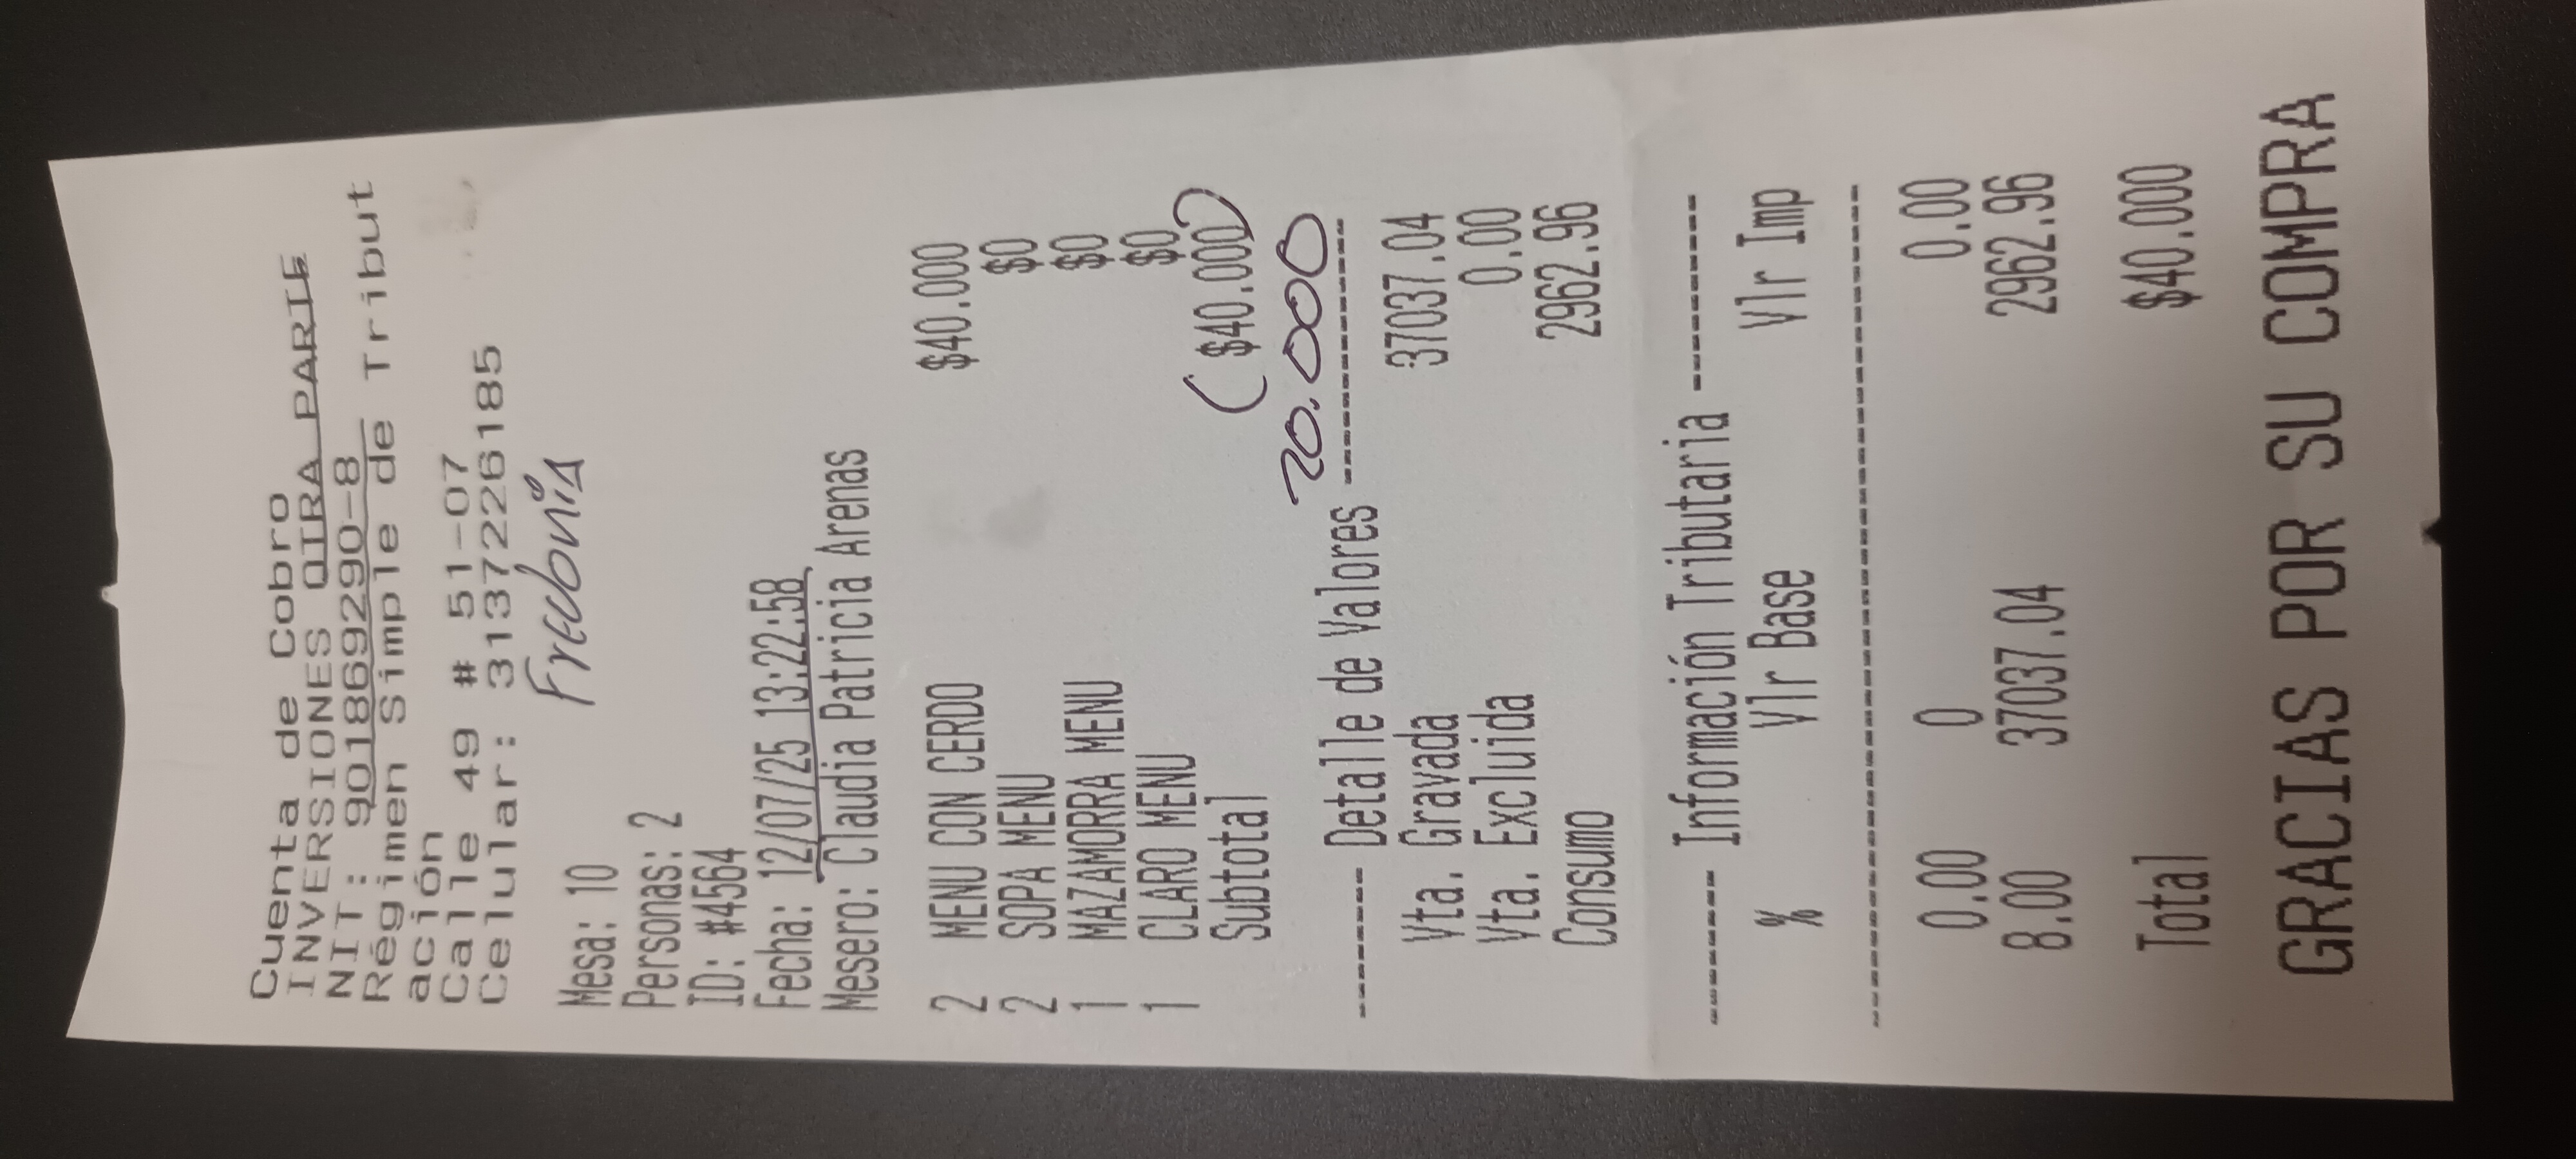 Cuenta de Cobro
INVERSIONES OTRA PARTE
NIT: 901869290-8
Régimen Simple de Tribut
ación
Calle 49 # 51-07
Celular: 3137226185
Fredonia
Mesa: 10
Personas: 2
ID: #4564
Fecha: 12/07/25 13:22:58
Mesero: Claudia Patricia Arenas
2 MENU CON CERDO $40.000
2 SOPA MENU $0
1 MAZAMORRA MENU $0
1 CLARO MENU $0
Subtotal ($40.000)
20.000
------ Detalle de Valores ------------
Vta. Gravada 37037.04
Vta. Excluida 0.00
Consumo 2962.96
------ Información Tributaria --------
% Vlr Base Vlr Imp
--------------------------------------
0.00 0 0.00
8.00 37037.04 2962.96
Total $40.000
GRACIAS POR SU COMPRA